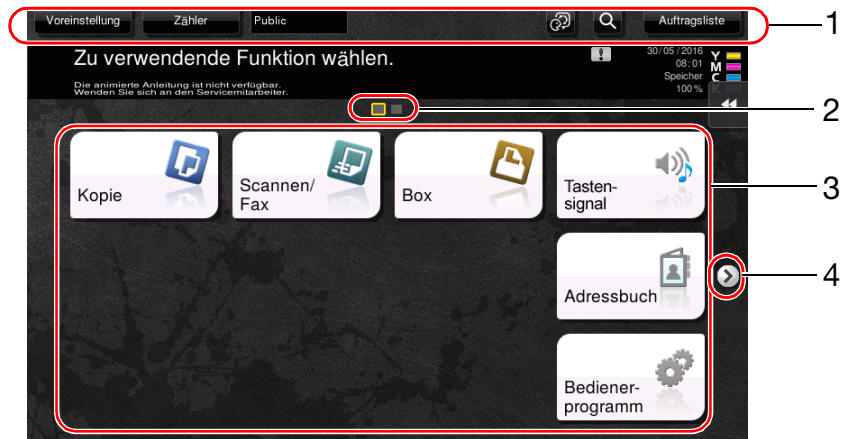 Voreinstellung
Zähler
Public
Auftragsliste
1
Zu verwendende Funktion wählen.
30/05/2016
08:01
Speicher
100 %
Y
M
C
K
Die animierte Anleitung ist nicht verfügbar.
Wenden Sie sich an den Servicemitarbeiter.
2
Kopie
Scannen/
Fax
Box
Tasten-
signal
3
Adressbuch
4
Bediener-
programm